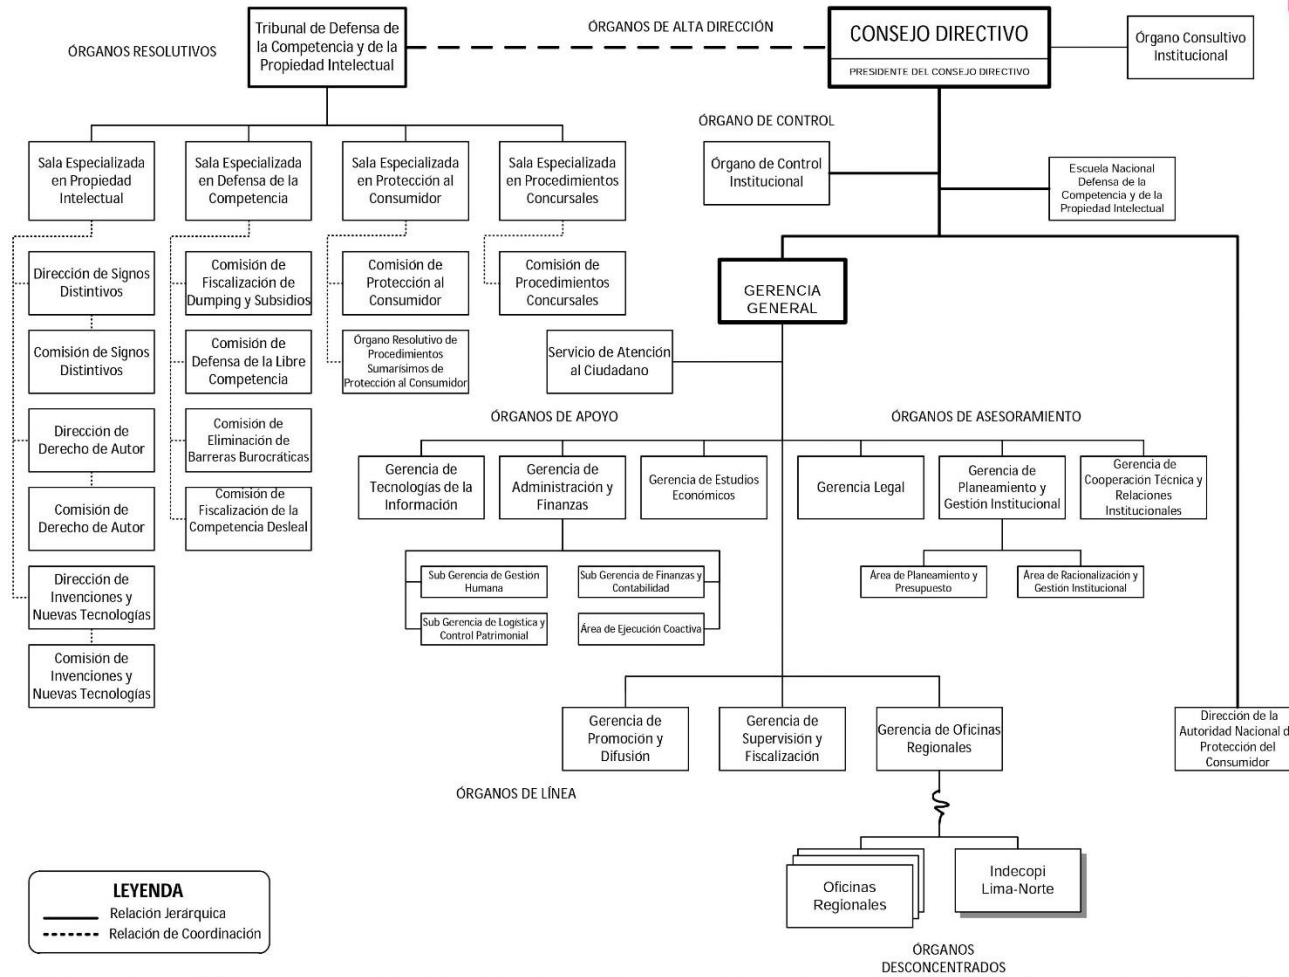 ÓRGANOS RESOLUTIVOS
Tribunal de Defensa de
la Competencia y de la
Propiedad Intelectual
ÓRGANOS DE ALTA DIRECCIÓN
CONSEJO DIRECTIVO
PRESIDENTE DEL CONSEJO DIRECTIVO
Órgano Consultivo
Institucional
ÓRGANO DE CONTROL
Órgano de Control
Institucional
Escuela Nacional
Defensa de la
Competencia y de la
Propiedad Intelectual
Sala Especializada
en Propiedad
Intelectual
Sala Especializada
en Defensa de la
Competencia
Sala Especializada
en Protección al
Consumidor
Sala Especializada
en Procedimientos
Concursales
Dirección de Signos
Distintivos
Comisión de Signos
Distintivos
Dirección de
Derecho de Autor
Comisión de
Derecho de Autor
Dirección de
Invenciones y
Nuevas Tecnologías
Comisión de
Invenciones y
Nuevas Tecnologías
Comisión de
Fiscalización de
Dumping y Subsidios
Comisión de
Defensa de la Libre
Competencia
Comisión de
Eliminación de
Barreras Burocráticas
Comisión de
Fiscalización de la
Competencia Desleal
Comisión de
Protección al
Consumidor
Órgano Resolutivo de
Procedimientos
Sumarísimos de
Protección al Consumidor
Comisión de
Procedimientos
Concursales
GERENCIA
GENERAL
Servicio de Atención
al Ciudadano
ÓRGANOS DE APOYO
ÓRGANOS DE ASESORAMIENTO
Gerencia de
Tecnologías de la
Información
Gerencia de
Administración y
Finanzas
Gerencia de Estudios
Económicos
Gerencia Legal
Gerencia de
Planeamiento y
Gestión Institucional
Gerencia de
Cooperación Técnica y
Relaciones
Institucionales
Sub Gerencia de Gestión
Humana
Sub Gerencia de Finanzas y
Contabilidad
Sub Gerencia de Logística y
Control Patrimonial
Área de Ejecución Coactiva
Área de Planeamiento y
Presupuesto
Área de Racionalización y
Gestión Institucional
Gerencia de
Promoción y
Difusión
Gerencia de
Supervisión y
Fiscalización
Gerencia de Oficinas
Regionales
Dirección de la
Autoridad Nacional d
Protección del
Consumidor
ÓRGANOS DE LÍNEA
Oficinas
Regionales
Indecopi
Lima-Norte
ÓRGANOS
DESCONCENTRADOS
LEYENDA
Relación Jerárquica
Relación de Coordinación